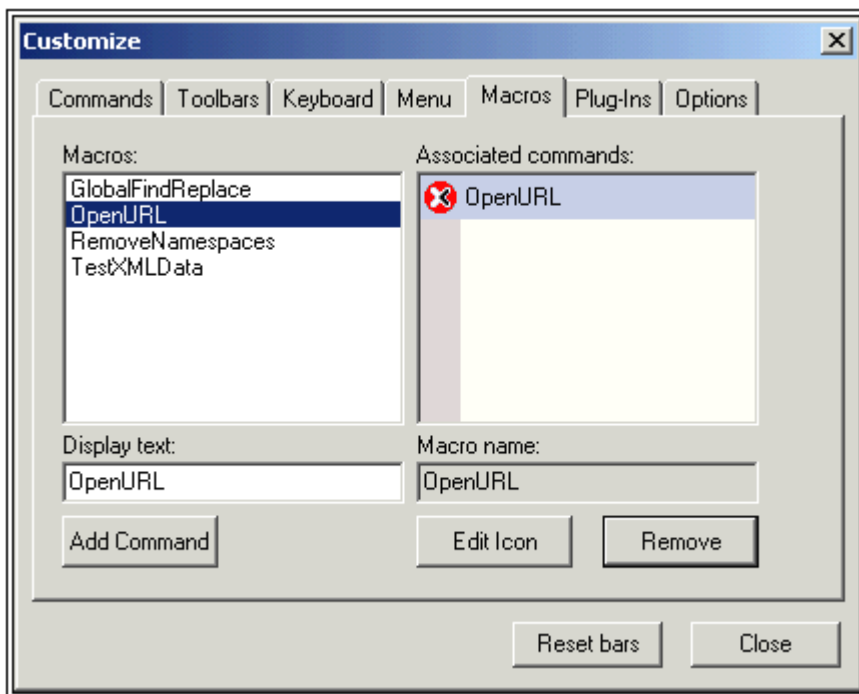 Customize
Commands Toolbars Keyboard Menu Macros Plug-Ins Options
Macros:
GlobalFindReplace
OpenURL
RemoveNamespaces
TestXMLData
Associated commands:
OpenURL
Display text:
OpenURL
Macro name:
OpenURL
Add Command
Edit Icon
Remove
Reset bars
Close